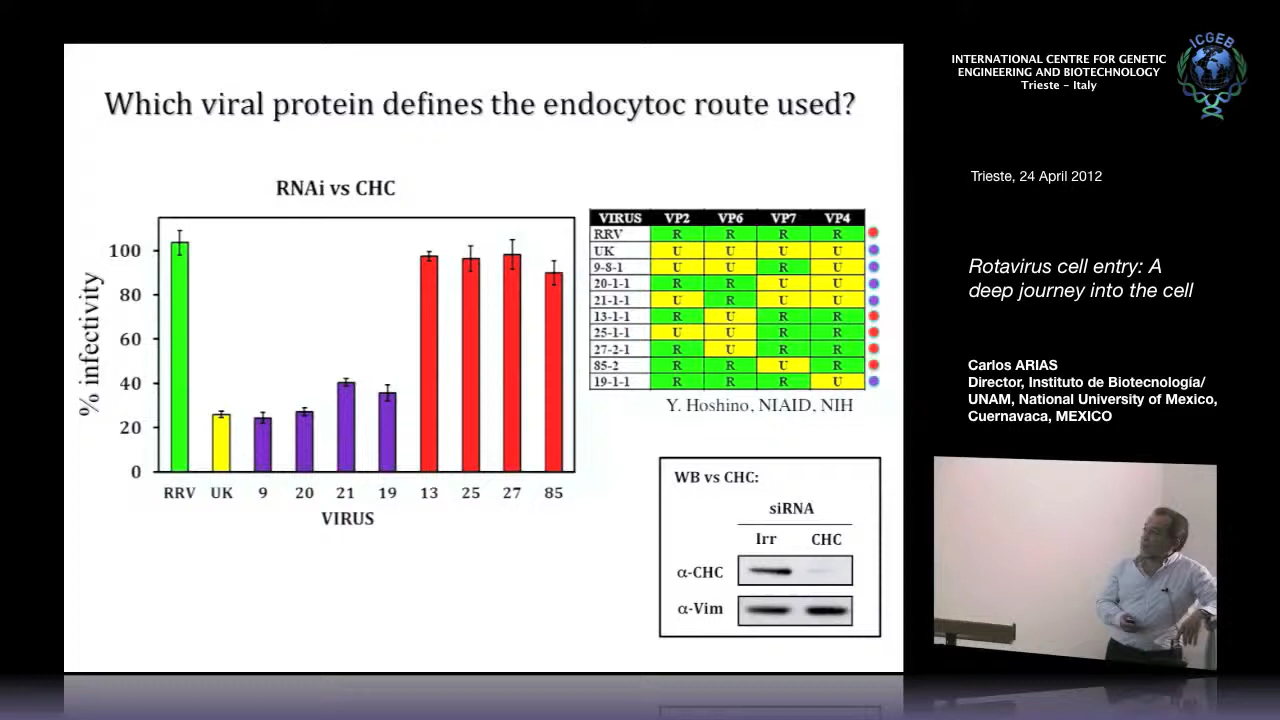 Which viral protein defines the endocytoc route used?
RNAi vs CHC
% infectivity
100
80
60
40
20
0
RRV UK 9 20 21 19 13 25 27 85
VIRUS
VIRUS VP2 VP6 VP7 VP4
RRV R R R R
UK U U U U
9-8-1 U U R U
20-1-1 R R U U
21-1-1 U R U U
13-1-1 R U R R
25-1-1 U U R R
27-2-1 R U R R
85-2 R R U R
19-1-1 R R R U
Y. Hoshino, NIAID, NIH
WB vs CHC:
siRNA
Irr CHC
α-CHC
α-Vim
INTERNATIONAL CENTRE FOR GENETIC
ENGINEERING AND BIOTECHNOLOGY
Trieste - Italy
ICGEB
Trieste, 24 April 2012
Rotavirus cell entry: A
deep journey into the cell
Carlos ARIAS
Director, Instituto de Biotecnología/
UNAM, National University of Mexico,
Cuernavaca, MEXICO